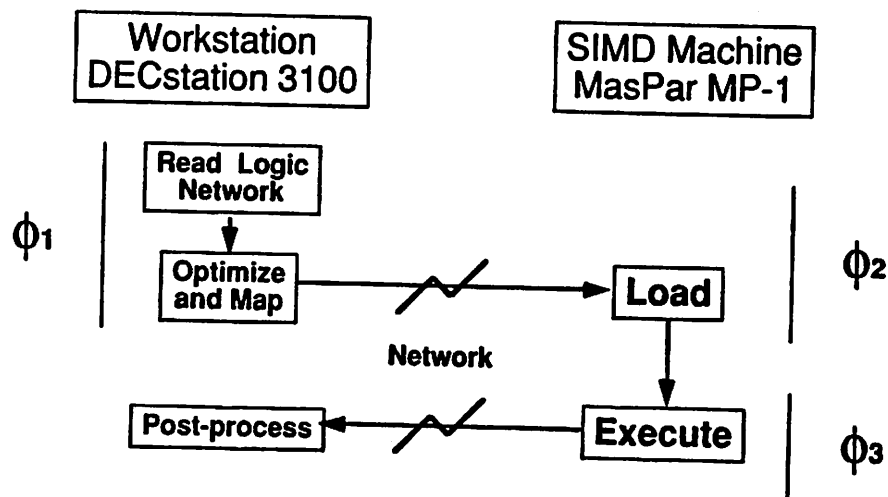 Workstation
DECstation 3100
SIMD Machine
MasPar MP-1
Read Logic
Network
ϕ1
Optimize
and Map
Load
ϕ2
Network
Post-process
Execute
ϕ3